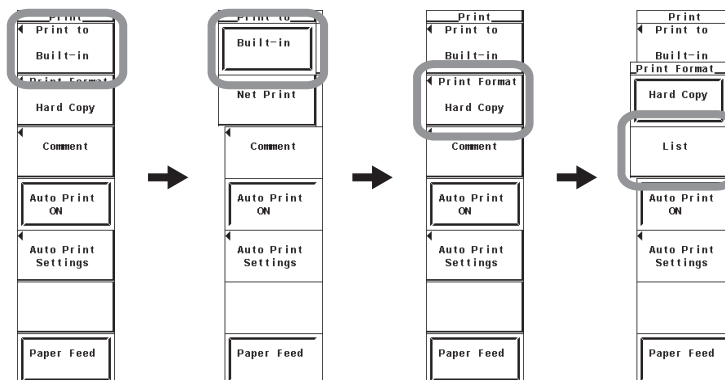 Print
Print to
Built-in
Print Format
Hard Copy
Comment
Auto Print
ON
Auto Print
Settings
Paper Feed
Print to
Built-in
Net Print
Comment
Auto Print
ON
Auto Print
Settings
Paper Feed
Print
Print to
Built-in
Print Format
Hard Copy
Comment
Auto Print
ON
Auto Print
Settings
Paper Feed
Print
Print to
Built-in
Print Format
Hard Copy
List
Auto Print
ON
Auto Print
Settings
Paper Feed